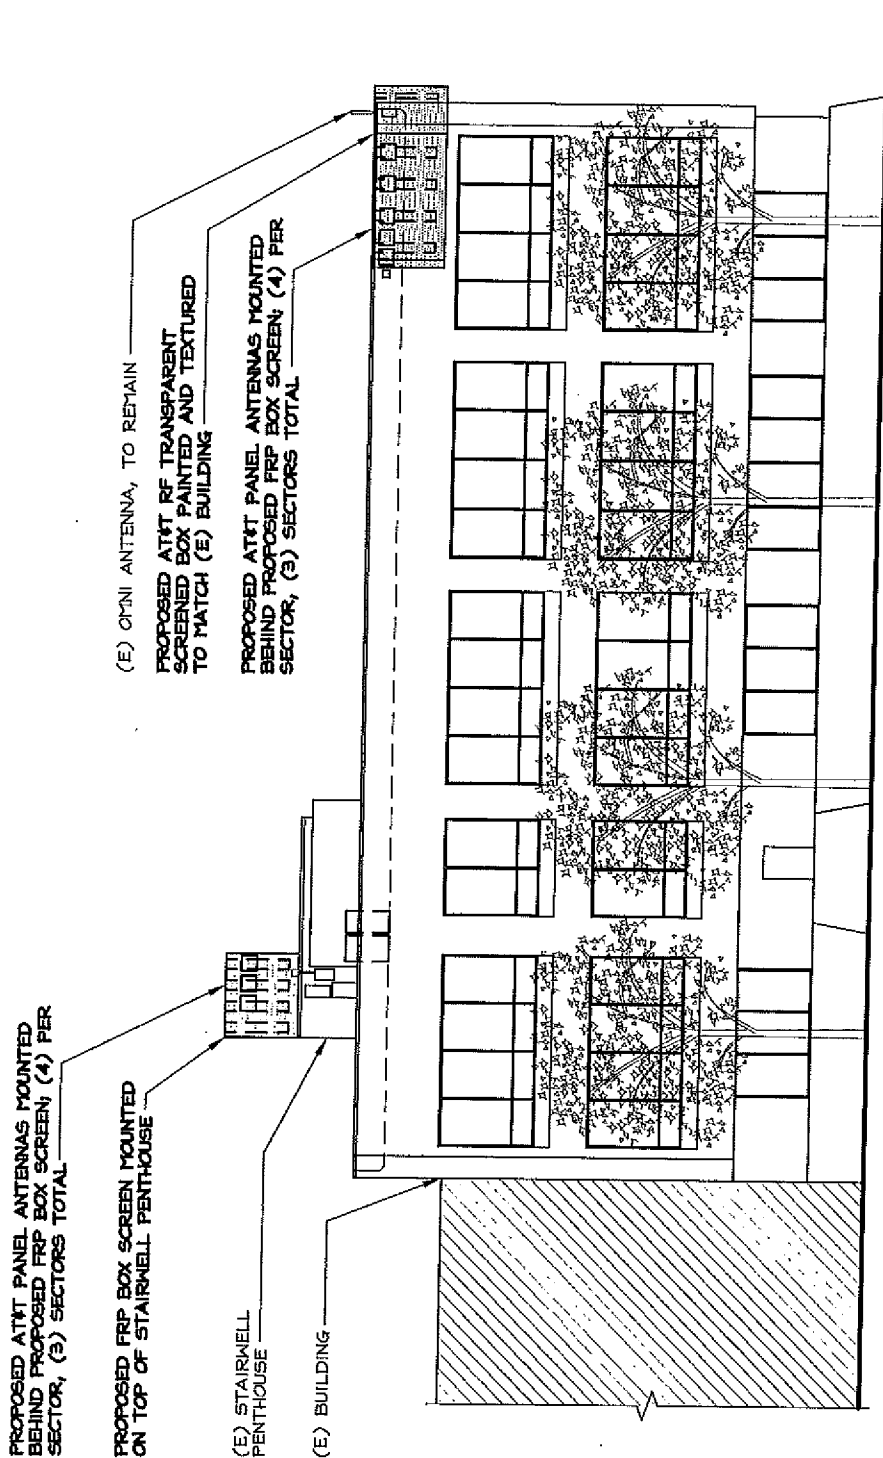 PROPOSED AT&T PANEL ANTENNAS MOUNTED
BEHIND PROPOSED FRP BOX SCREEN; (4) PER
SECTOR, (3) SECTORS TOTAL
PROPOSED FRP BOX SCREEN MOUNTED
ON TOP OF STAIRWELL PENTHOUSE
(E) STAIRWELL
PENTHOUSE
(E) BUILDING
(E) OMNI ANTENNA, TO REMAIN
PROPOSED AT&T RF TRANSPARENT
SCREENED BOX PAINTED AND TEXTURED
TO MATCH (E) BUILDING
PROPOSED AT&T PANEL ANTENNAS MOUNTED
BEHIND PROPOSED FRP BOX SCREEN; (4) PER
SECTOR, (3) SECTORS TOTAL